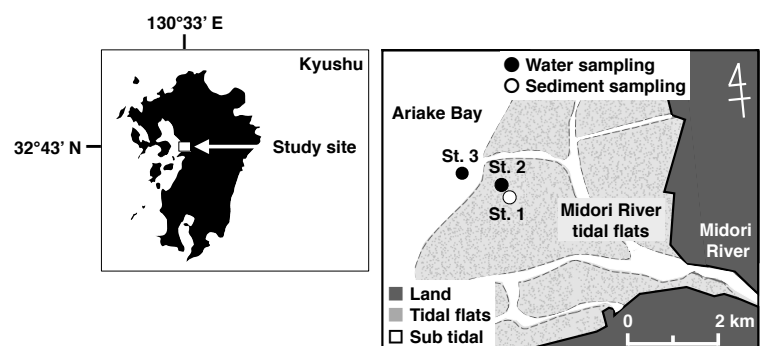 130°33' E
Kyushu
32°43' N
Study site
Water sampling
Sediment sampling
Ariake Bay
St. 3
St. 2
St. 1
Midori River
tidal flats
Midori
River
Land
Tidal flats
Sub tidal
0 2 km